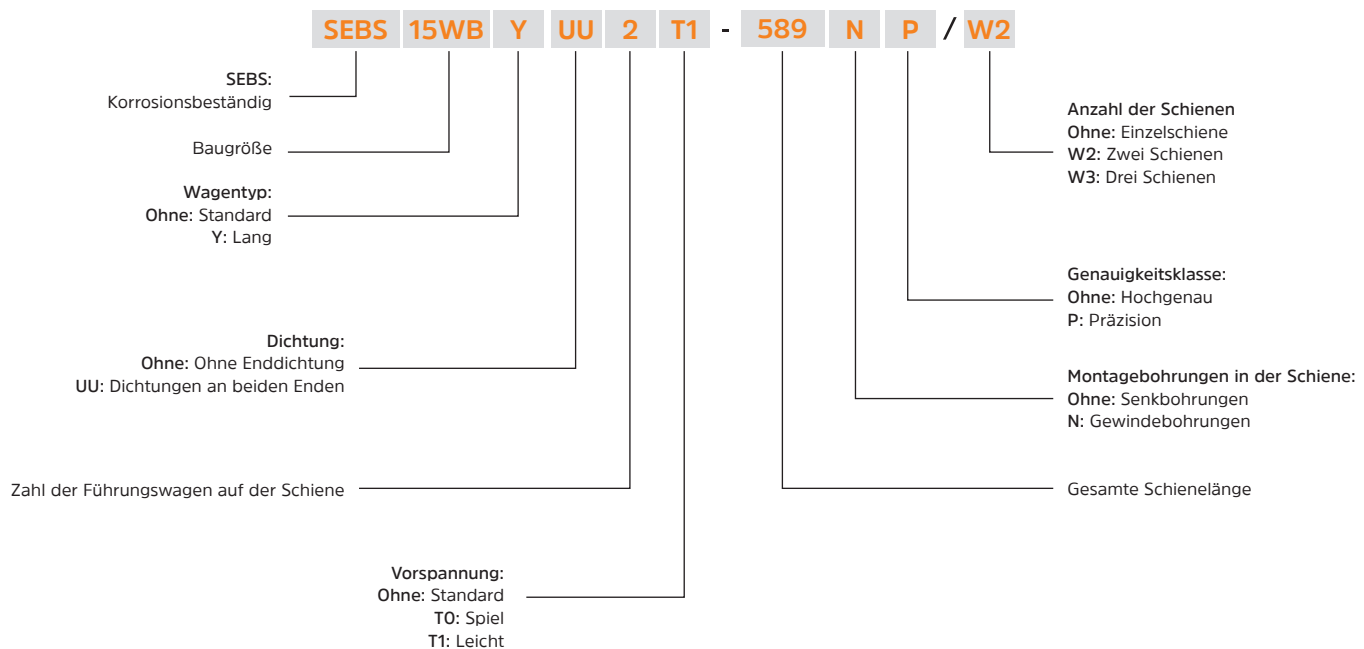 SEBS 15WB Y UU 2 T1 - 589 N P / W2
SEBS:
Korrosionsbeständig
Baugröße
Wagentyp:
Ohne: Standard
Y: Lang
Dichtung:
Ohne: Ohne Enddichtung
UU: Dichtungen an beiden Enden
Zahl der Führungswagen auf der Schiene
Vorspannung:
Ohne: Standard
T0: Spiel
T1: Leicht
Anzahl der Schienen
Ohne: Einzelschiene
W2: Zwei Schienen
W3: Drei Schienen
Genauigkeitsklasse:
Ohne: Hochgenau
P: Präzision
Montagebohrungen in der Schiene:
Ohne: Senkbohrungen
N: Gewindebohrungen
Gesamte Schienelänge